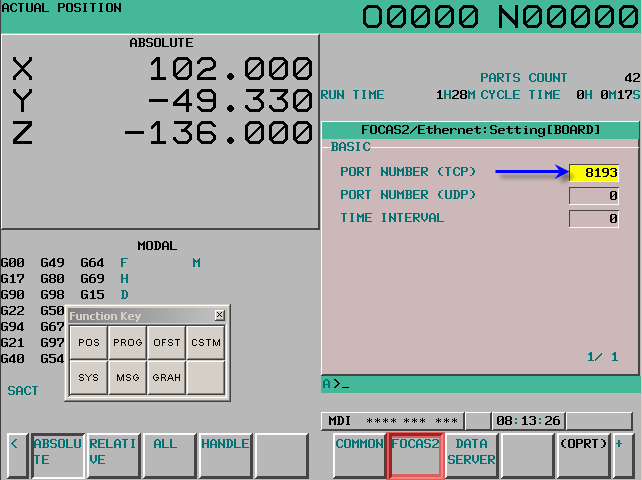 ACTUAL POSITION
O0000 N00000
ABSOLUTE
X 102.000
Y -49.330
Z -136.000
PARTS COUNT 42
RUN TIME 1H28M CYCLE TIME 0H 0M17S
FOCAS2/Ethernet:Setting[BOARD]
BASIC
PORT NUMBER (TCP) 8193
PORT NUMBER (UDP) 0
TIME INTERVAL 0
1/ 1
MODAL
G00 G49 G64 F M
G17 G80 G69 H
G90 G98 G15 D
G22 G50
G94 G67
G21 G97
G40 G54
SACT
Function Key
POS PROG OFST CSTM
SYS MSG GRAH
A>_
MDI **** *** *** 08:13:26
< ABSOLU
TE RELATI
VE ALL HANDLE
COMMON FOCAS2 DATA
SERVER (OPRT) +